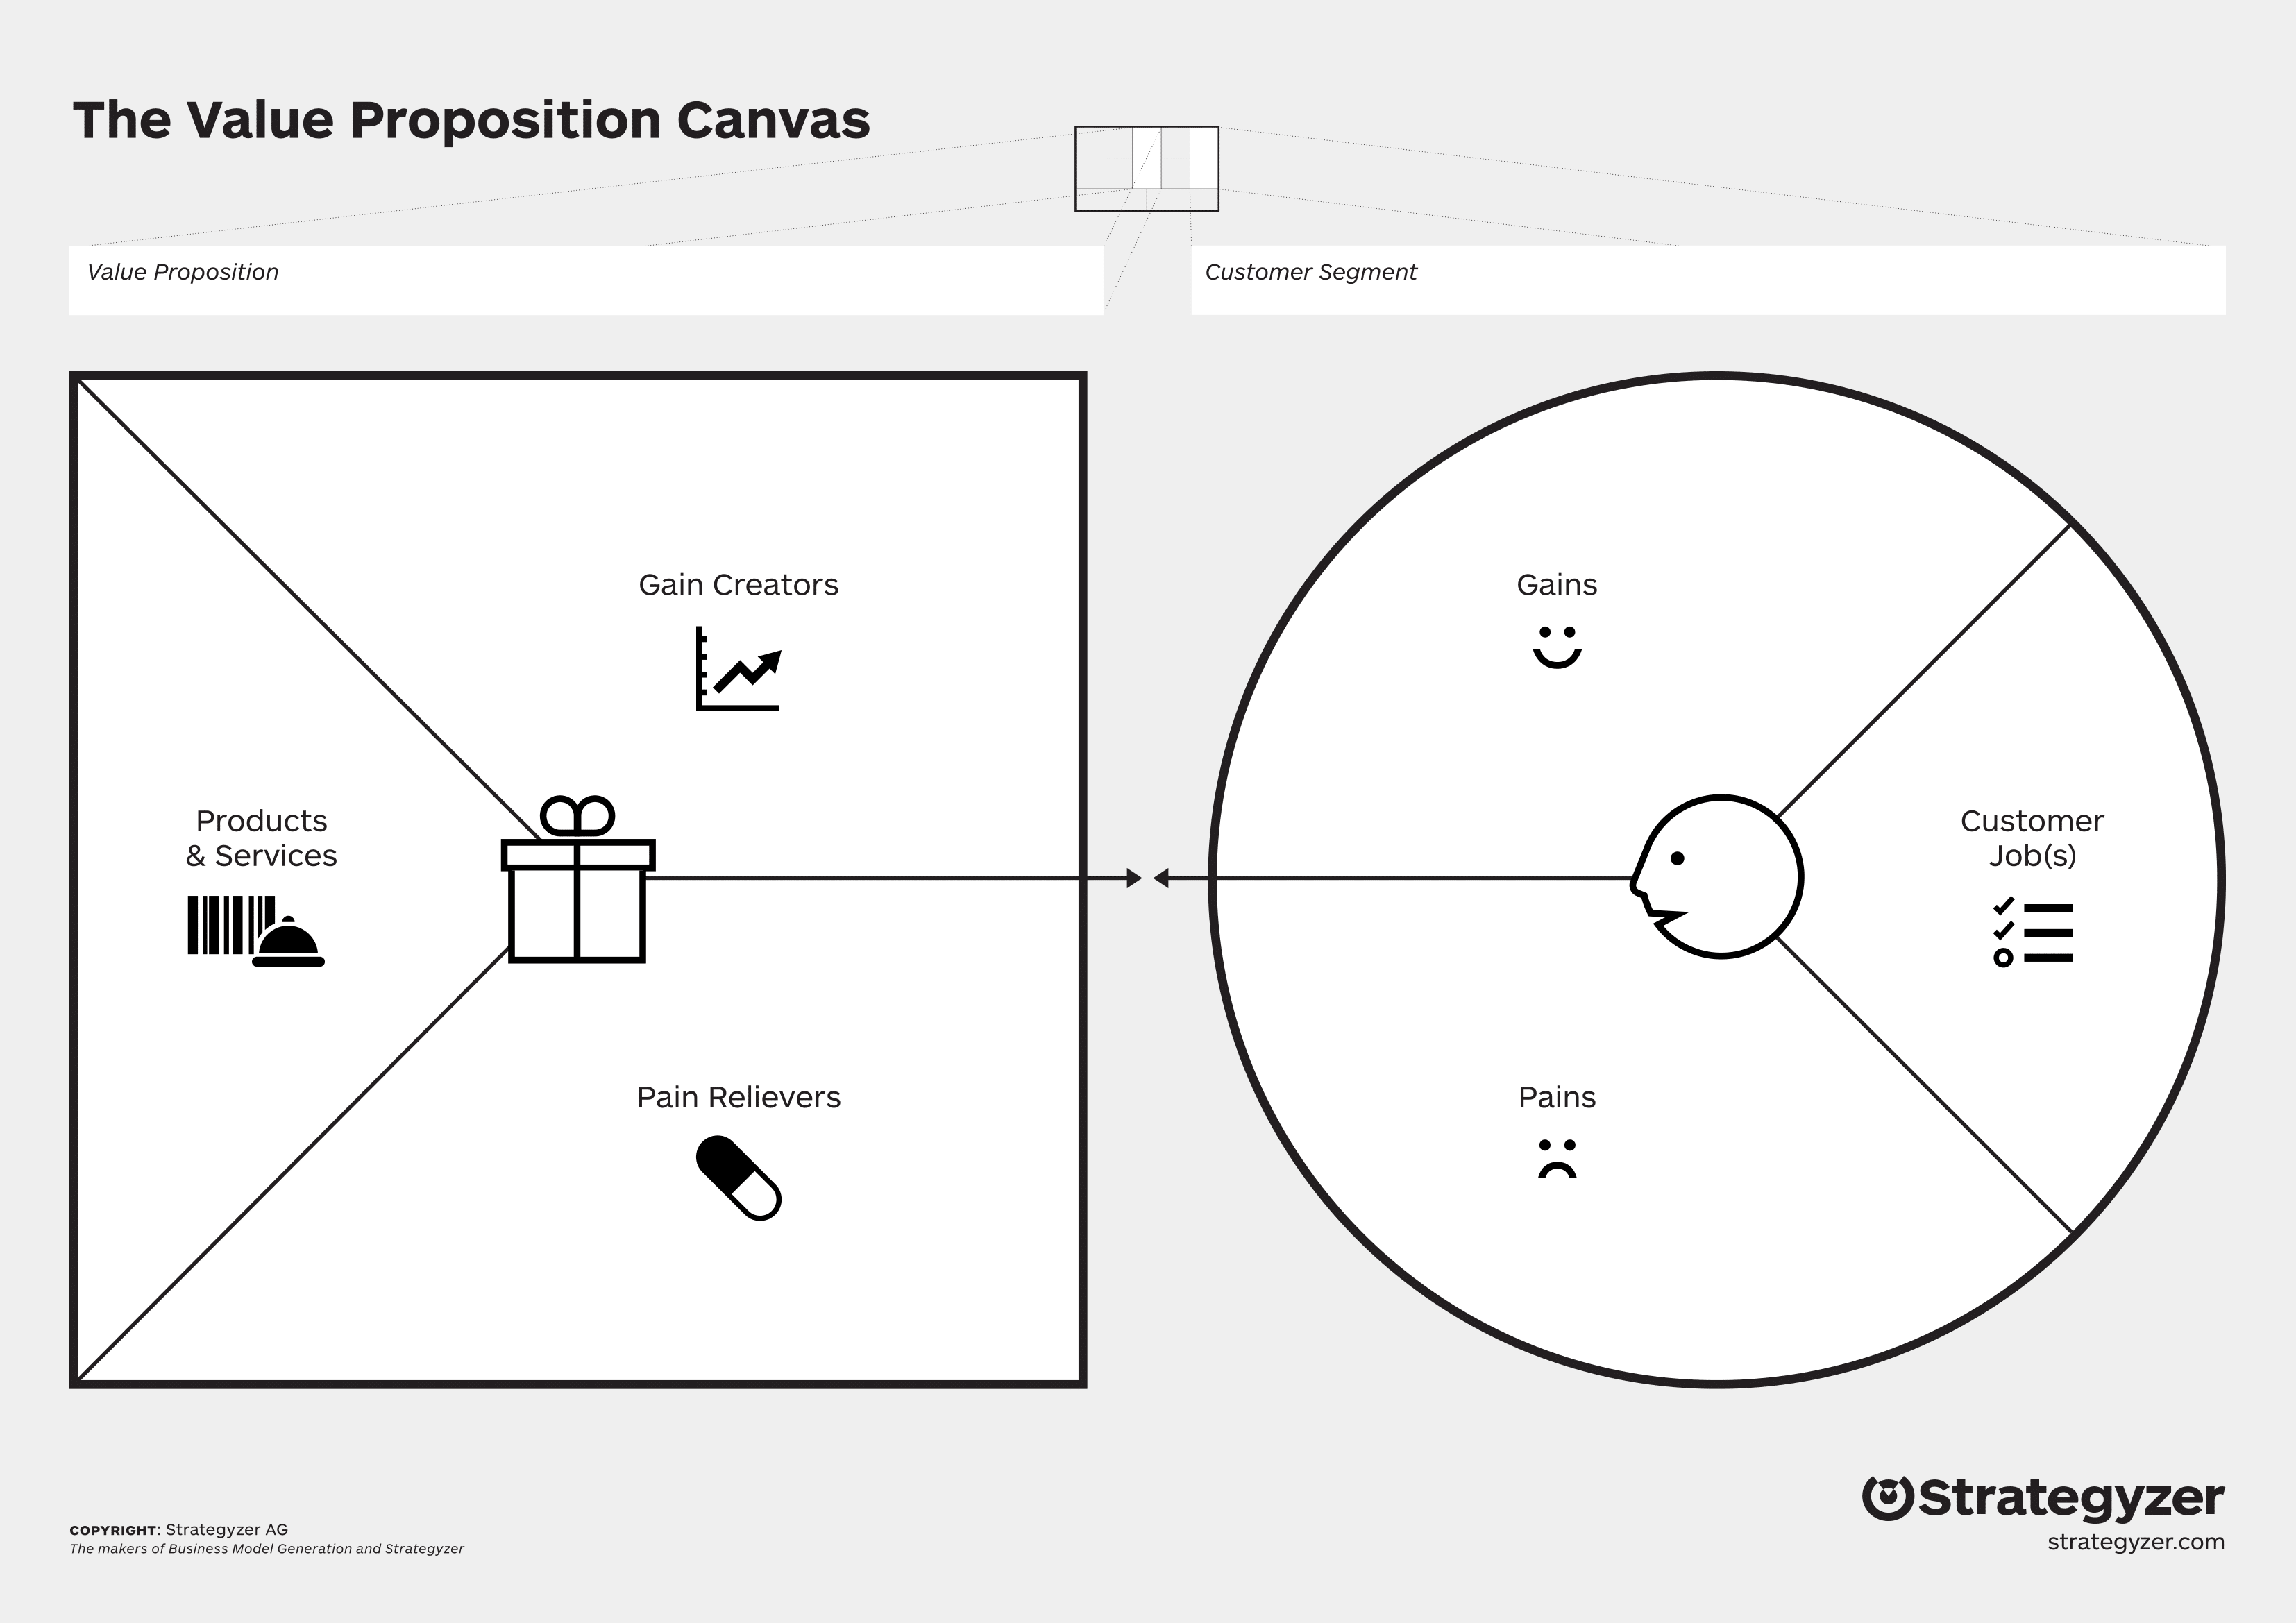 The Value Proposition Canvas
Value Proposition
Customer Segment
Gain Creators
Gains
Products
& Services
Customer
Job(s)
Pain Relievers
Pains
Strategyzer
COPYRIGHT: Strategyzer AG
The makers of Business Model Generation and Strategyzer
strategyzer.com